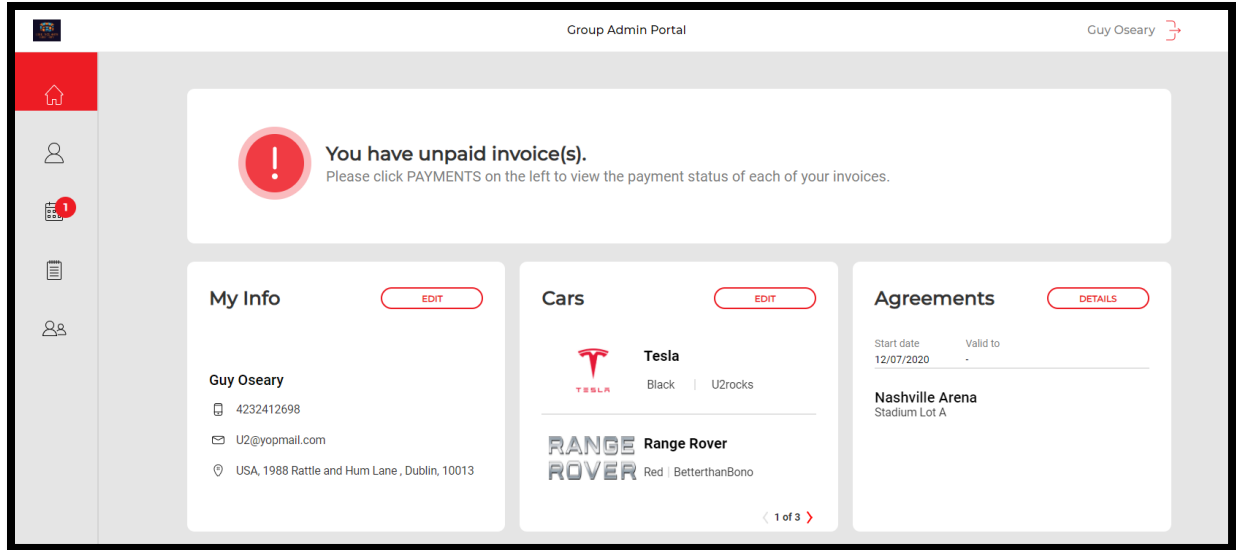 Group Admin Portal
Guy Oseary
You have unpaid invoice(s).
Please click PAYMENTS on the left to view the payment status of each of your invoices.
1
My Info
EDIT
Guy Oseary
4232412698
U2@yopmail.com
USA, 1988 Rattle and Hum Lane , Dublin, 10013
Cars
EDIT
TESLA
Tesla
Black | U2rocks
RANGE
ROVER
Range Rover
Red | BetterthanBono
1 of 3
Agreements
DETAILS
Start date Valid to
12/07/2020 -
Nashville Arena
Stadium Lot A